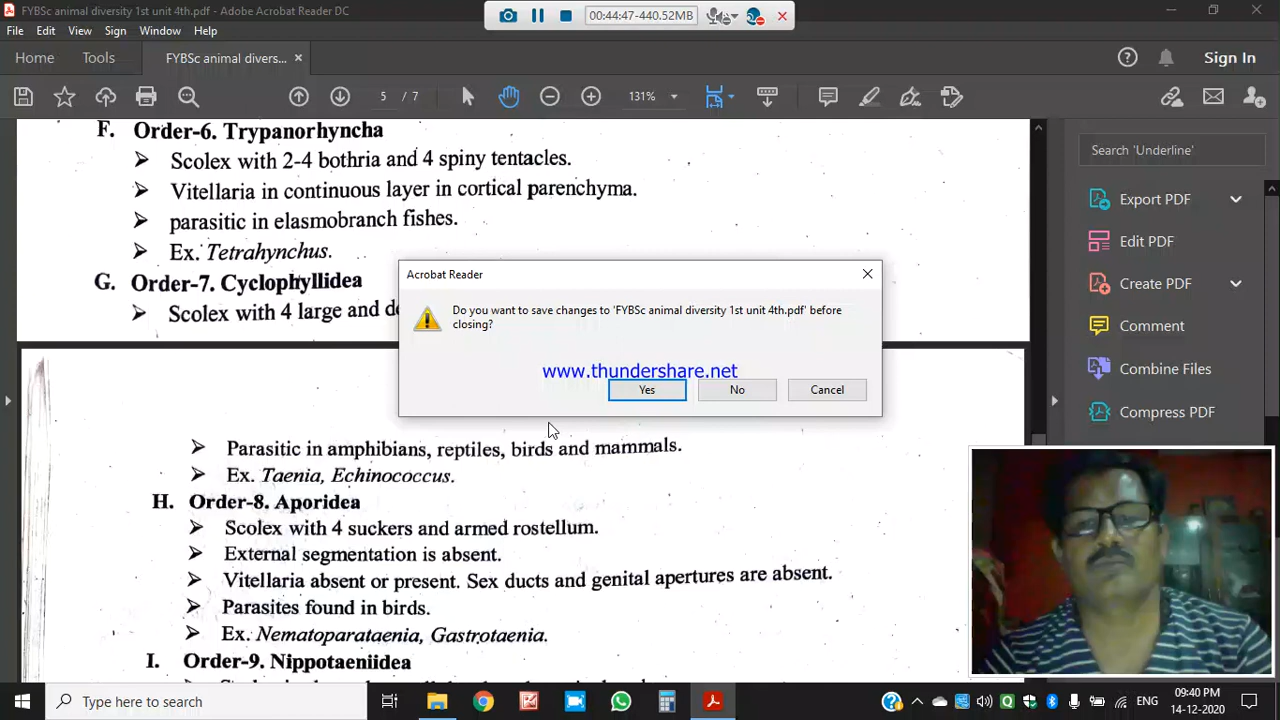 FYBSc animal diversity 1st unit 4th.pdf - Adobe Acrobat Reader DC
00:44:47-440.52MB
File Edit View Sign Window Help
Home Tools FYBSc animal divers... Sign In
5 / 7 131%
Search 'Underline'
Export PDF
Edit PDF
Create PDF
Comment
Combine Files
Compress PDF
F. Order-6. Trypanorhyncha
Scolex with 2-4 bothria and 4 spiny tentacles.
Vitellaria in continuous layer in cortical parenchyma.
parasitic in elasmobranch fishes.
Ex. Tetrahynchus.
G. Order-7. Cyclophyllidea
Scolex with 4 large and
Acrobat Reader
Do you want to save changes to 'FYBSc animal diversity 1st unit 4th.pdf' before
closing?
www.thundershare.net
Yes No Cancel
Parasitic in amphibians, reptiles, birds and mammals.
Ex. Taenia, Echinococcus.
H. Order-8. Aporidea
Scolex with 4 suckers and armed rostellum.
External segmentation is absent.
Vitellaria absent or present. Sex ducts and genital apertures are absent.
Parasites found in birds.
Ex. Nematoparataenia, Gastrotaenia.
I. Order-9. Nippotaeniidea
Type here to search
ENG
09:40 PM
14-12-2020